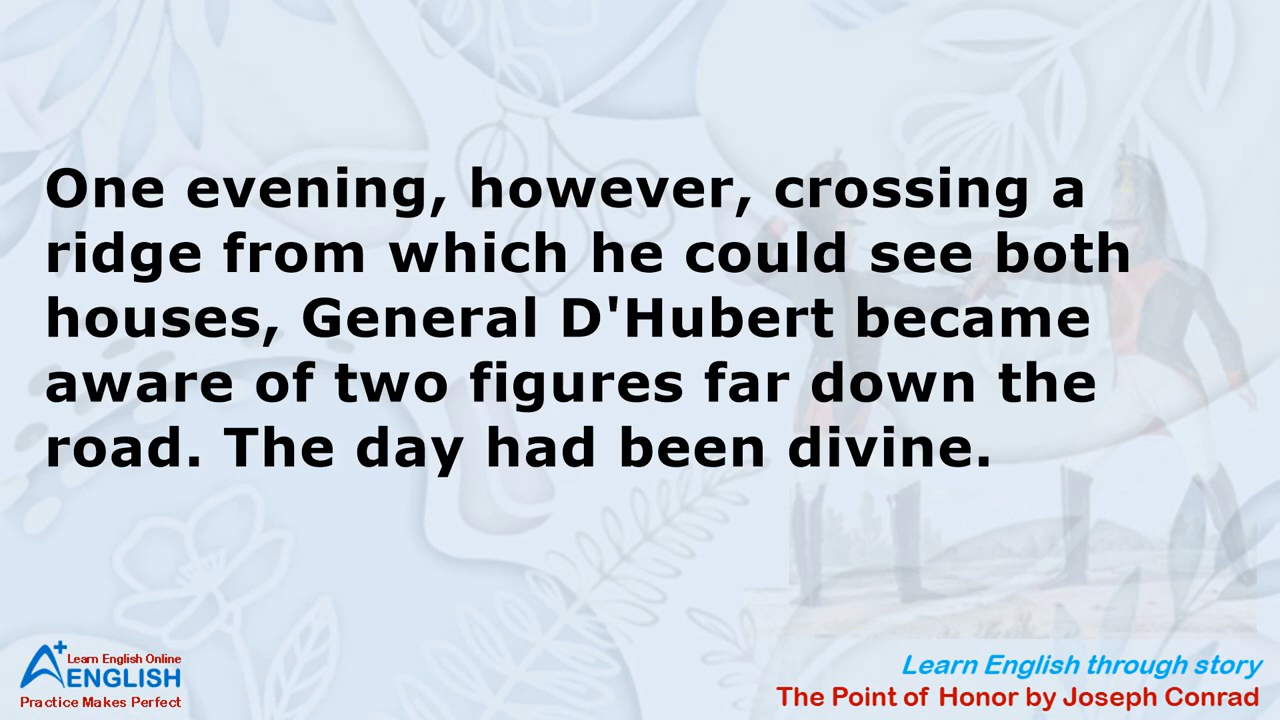 One evening, however, crossing a
ridge from which he could see both
houses, General D'Hubert became
aware of two figures far down the
road. The day had been divine.
A+
Learn English Online
ENGLISH
Practice Makes Perfect
Learn English through story
The Point of Honor by Joseph Conrad